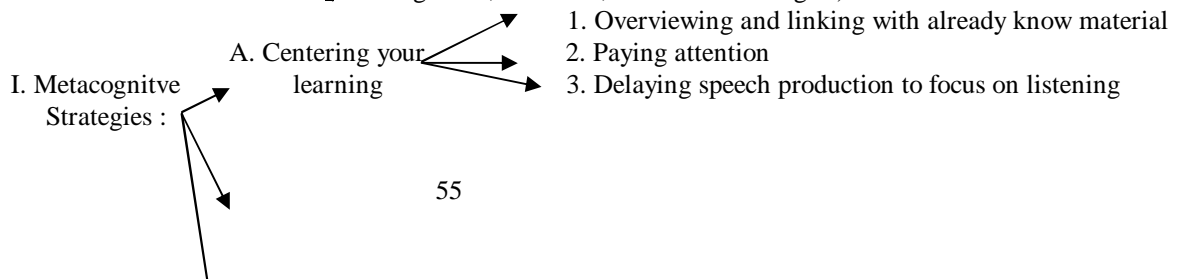 1. Overviewing and linking with already know material
A. Centering your
2. Paying attention
I. Metacognitve
learning
3. Delaying speech production to focus on listening
Strategies :
55